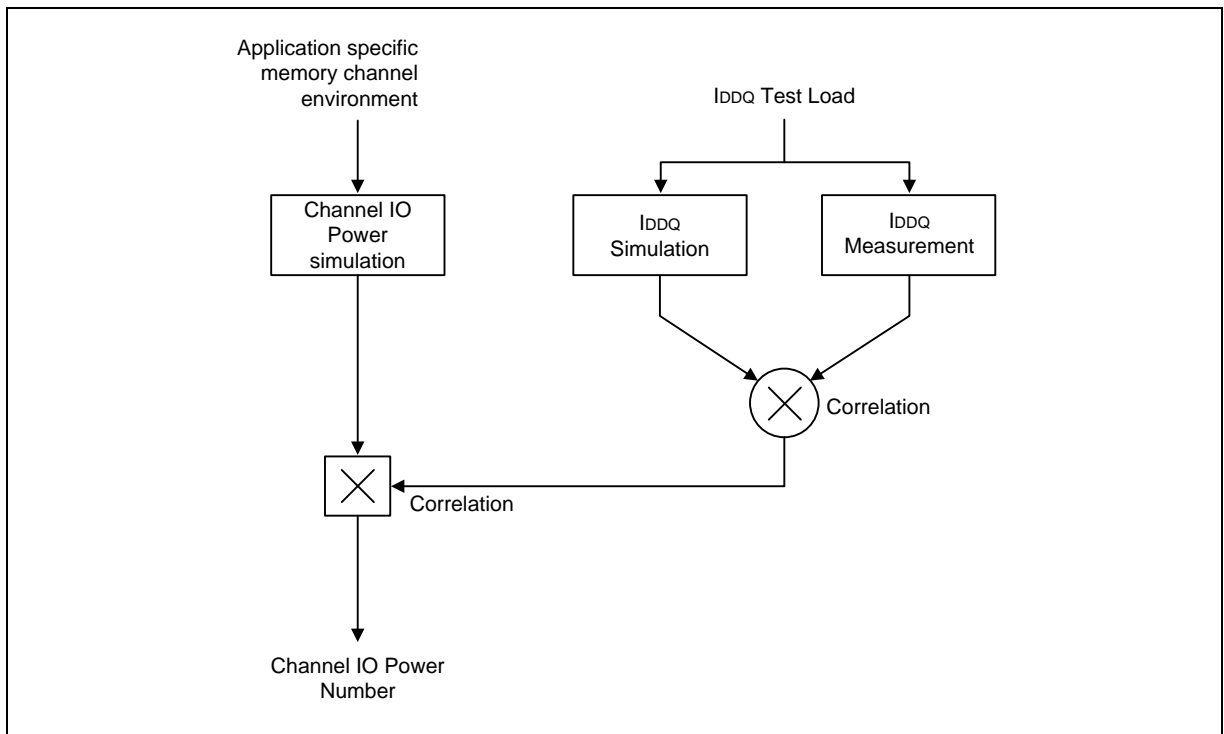 Application specific
memory channel
environment
IDDQ Test Load
Channel IO
Power
simulation
IDDQ
Simulation
IDDQ
Measurement
Correlation
Correlation
Channel IO Power
Number